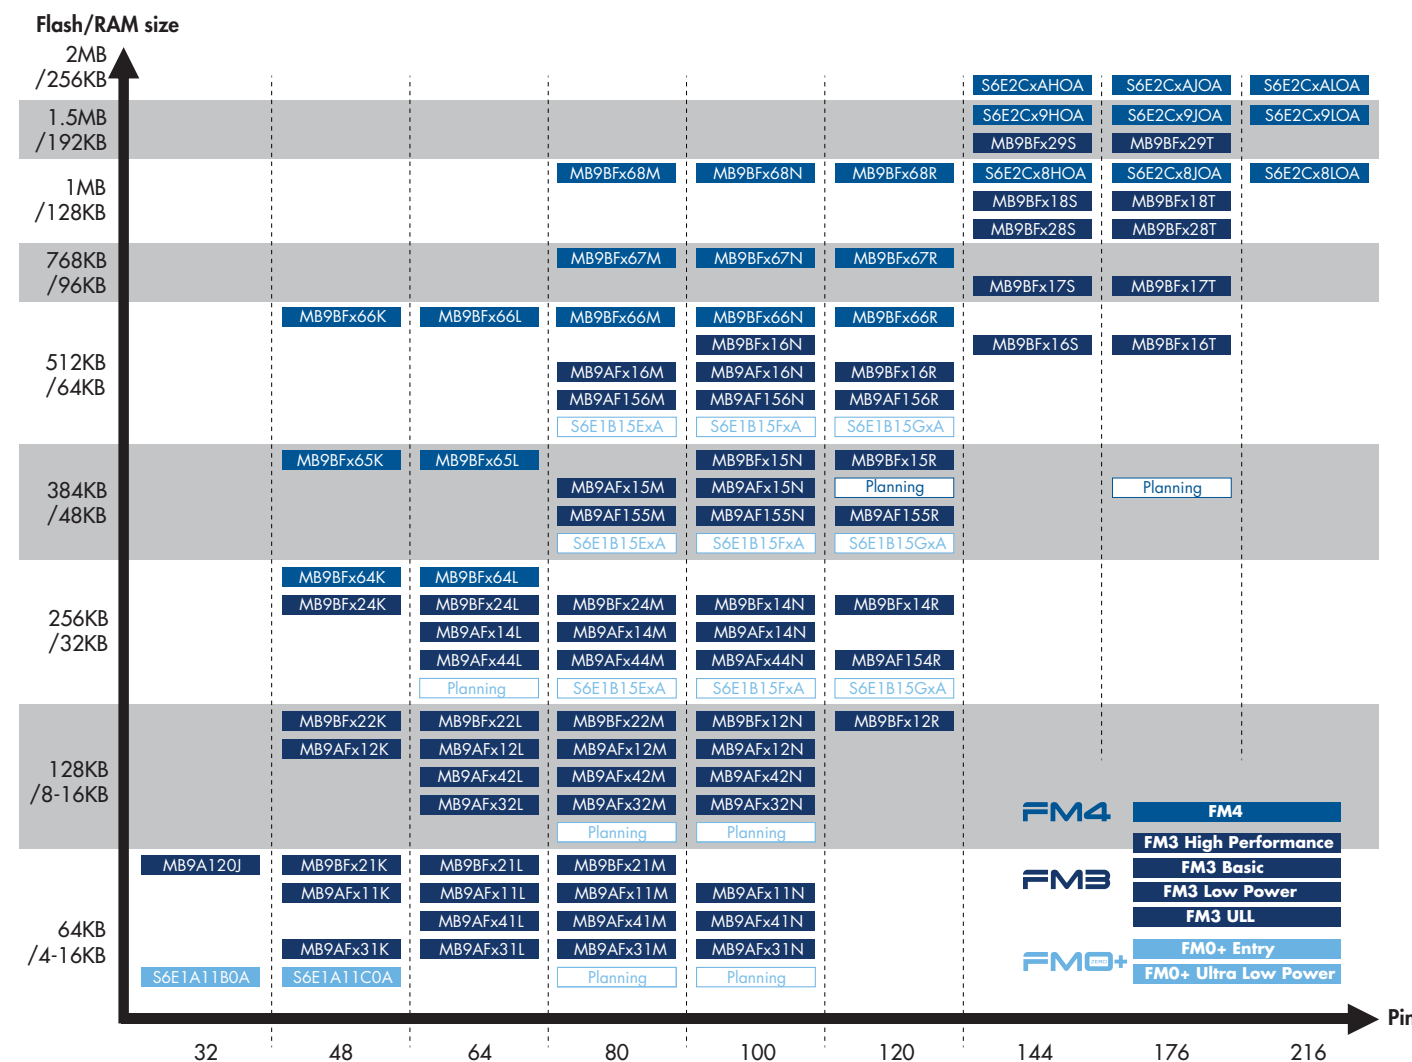 Flash/RAM size
2MB
/256KB
S6E2CxAHOA S6E2CxAJOA S6E2CxALOA
1.5MB
/192KB
S6E2Cx9HOA S6E2Cx9JOA S6E2Cx9LOA
MB9BFx29S MB9BFx29T
1MB
/128KB
MB9BFx68M MB9BFx68N MB9BFx68R S6E2Cx8HOA S6E2Cx8JOA S6E2Cx8LOA
MB9BFx18S MB9BFx18T
MB9BFx28S MB9BFx28T
768KB
/96KB
MB9BFx67M MB9BFx67N MB9BFx67R
MB9BFx17S MB9BFx17T
512KB
/64KB
MB9BFx66K MB9BFx66L MB9BFx66M MB9BFx66N MB9BFx66R
MB9BFx16N MB9BFx16S MB9BFx16T
MB9AFx16M MB9AFx16N MB9BFx16R
MB9AF156M MB9AF156N MB9AF156R
S6E1B15ExA S6E1B15FxA S6E1B15GxA
384KB
/48KB
MB9BFx65K MB9BFx65L MB9BFx15N MB9BFx15R
MB9AFx15M MB9AFx15N Planning Planning
MB9AF155M MB9AF155N MB9AF155R
S6E1B15ExA S6E1B15FxA S6E1B15GxA
256KB
/32KB
MB9BFx64K MB9BFx64L
MB9BFx24K MB9BFx24L MB9BFx24M MB9BFx14N MB9BFx14R
MB9AFx14L MB9AFx14M MB9AFx14N
MB9AFx44L MB9AFx44M MB9AFx44N MB9AF154R
Planning S6E1B15ExA S6E1B15FxA S6E1B15GxA
128KB
/8-16KB
MB9BFx22K MB9BFx22L MB9BFx22M MB9BFx12N MB9BFx12R
MB9AFx12K MB9AFx12L MB9AFx12M MB9AFx12N
MB9AFx42L MB9AFx42M MB9AFx42N
MB9AFx32L MB9AFx32M MB9AFx32N
Planning Planning
64KB
/4-16KB
MB9A120J MB9BFx21K MB9BFx21L MB9BFx21M
MB9AFx11K MB9AFx11L MB9AFx11M MB9AFx11N
MB9AFx41L MB9AFx41M MB9AFx41N
MB9AFx31K MB9AFx31L MB9AFx31M MB9AFx31N
S6E1A11B0A S6E1A11C0A Planning Planning
FM4 FM4
FM3 High Performance
FM3 FM3 Basic
FM3 Low Power
FM3 ULL
FM0+ FM0+ Entry
FM0+ Ultra Low Power
Pin
32 48 64 80 100 120 144 176 216